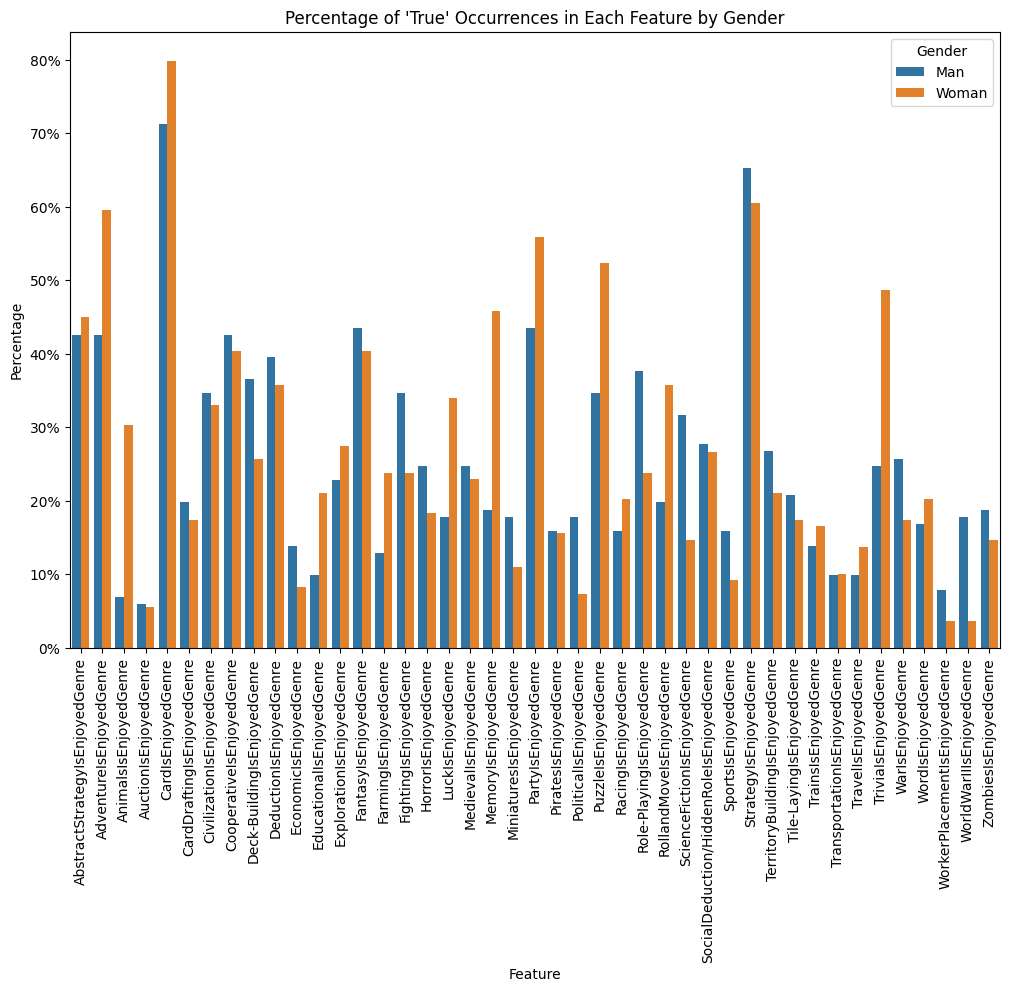 Percentage of 'True' Occurrences in Each Feature by Gender
Gender
Man
Woman
Percentage
80%
70%
60%
50%
40%
30%
20%
10%
0%
AbstractStrategyIsEnjoyedGenre
AdventureIsEnjoyedGenre
AnimalsIsEnjoyedGenre
AuctionIsEnjoyedGenre
CardIsEnjoyedGenre
CardDraftingIsEnjoyedGenre
CivilizationIsEnjoyedGenre
CooperativeIsEnjoyedGenre
Deck-BuildingIsEnjoyedGenre
DeductionIsEnjoyedGenre
EconomicIsEnjoyedGenre
EducationalIsEnjoyedGenre
ExplorationIsEnjoyedGenre
FantasyIsEnjoyedGenre
FarmingIsEnjoyedGenre
FightingIsEnjoyedGenre
HorrorIsEnjoyedGenre
LuckIsEnjoyedGenre
MedievalIsEnjoyedGenre
MemoryIsEnjoyedGenre
MiniaturesIsEnjoyedGenre
PartyIsEnjoyedGenre
PiratesIsEnjoyedGenre
PoliticalIsEnjoyedGenre
PuzzleIsEnjoyedGenre
RacingIsEnjoyedGenre
Role-PlayingIsEnjoyedGenre
RollandMoveIsEnjoyedGenre
ScienceFictionIsEnjoyedGenre
SocialDeduction/HiddenRoleIsEnjoyedGenre
SportsIsEnjoyedGenre
StrategyIsEnjoyedGenre
TerritoryBuildingIsEnjoyedGenre
Tile-LayingIsEnjoyedGenre
TrainsIsEnjoyedGenre
TransportationIsEnjoyedGenre
TravelIsEnjoyedGenre
TriviaIsEnjoyedGenre
WarIsEnjoyedGenre
WordIsEnjoyedGenre
WorkerPlacementIsEnjoyedGenre
WorldWarIIIsEnjoyedGenre
ZombiesIsEnjoyedGenre
Feature